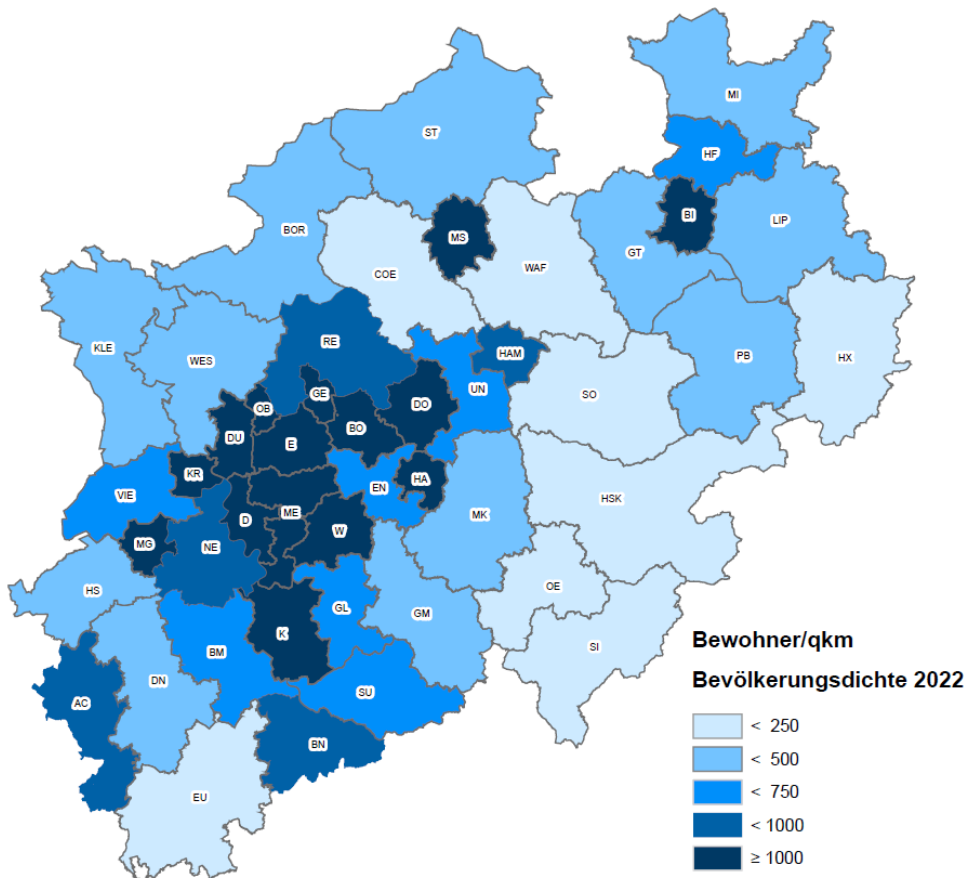 MI
ST
HF
BI
LIP
BOR
MS
GT
WAF
COE
RE
HAM
KLE
WES
PB
HX
UN
SO
GE
OB
DO
BO
DU
E
KR
EN
HA
VIE
HSK
ME
D
MK
W
MG
NE
HS
OE
GL
GM
K
SI
BM
DN
SU
AC
BN
EU
Bewohner/qkm
Bevölkerungsdichte 2022
< 250
< 500
< 750
< 1000
≥ 1000